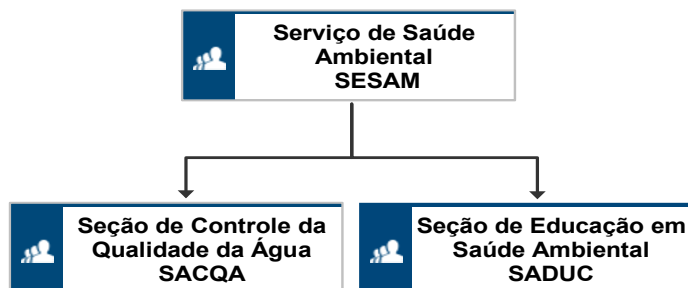 Serviço de Saúde
Ambiental
SESAM
Seção de Controle da
Qualidade da Água
SACQA
Seção de Educação em
Saúde Ambiental
SADUC